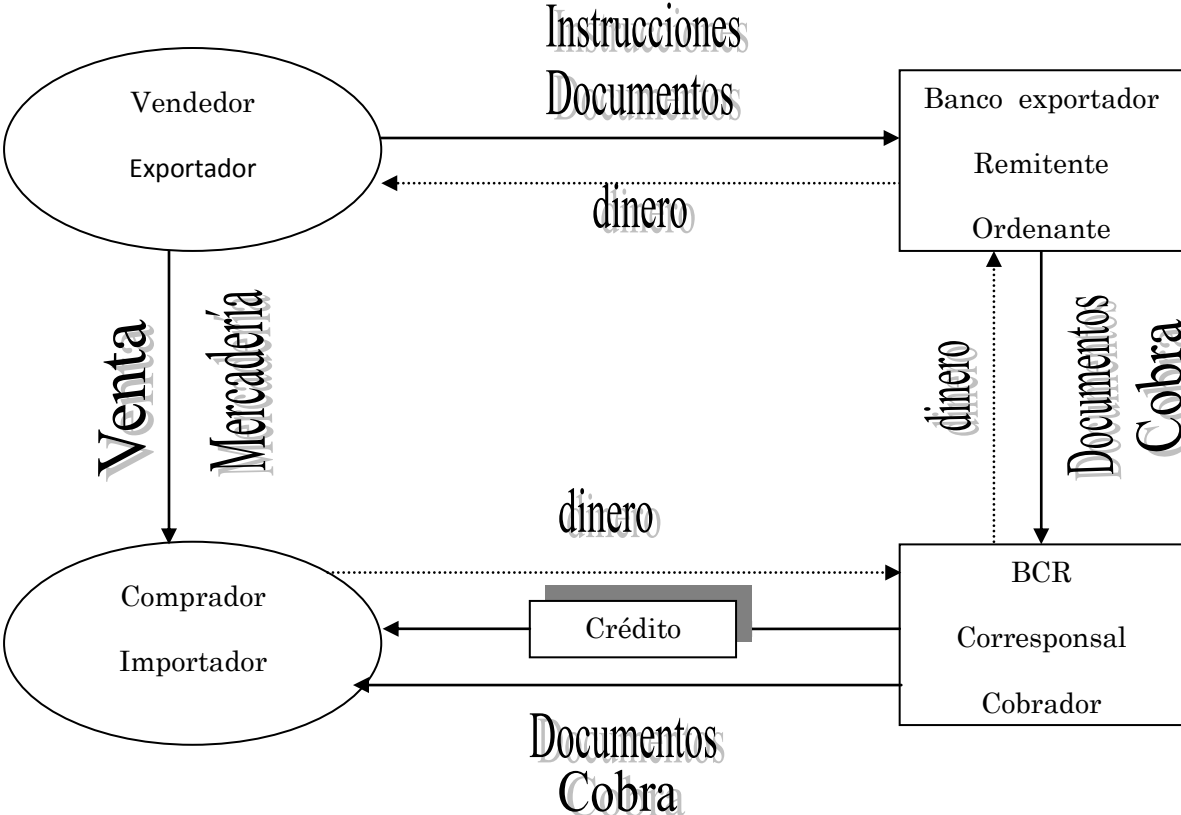 Instrucciones
Documentos
Vendedor
Exportador
Banco exportador
Remitente
Ordenante
dinero
Venta
Mercadería
dinero
Documentos
Cobra
dinero
Comprador
Importador
Crédito
BCR
Corresponsal
Cobrador
Documentos
Cobra